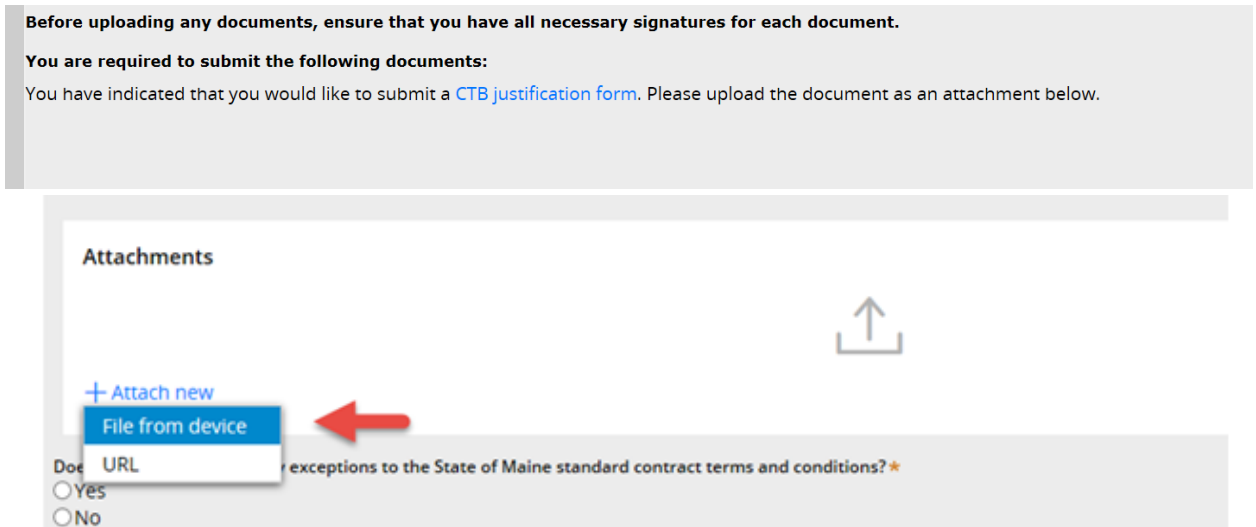 Before uploading any documents, ensure that you have all necessary signatures for each document.
You are required to submit the following documents:
You have indicated that you would like to submit a CTB justification form. Please upload the document as an attachment below.
Attachments
+ Attach new
File from device
URL
exceptions to the State of Maine standard contract terms and conditions?*
Yes
No